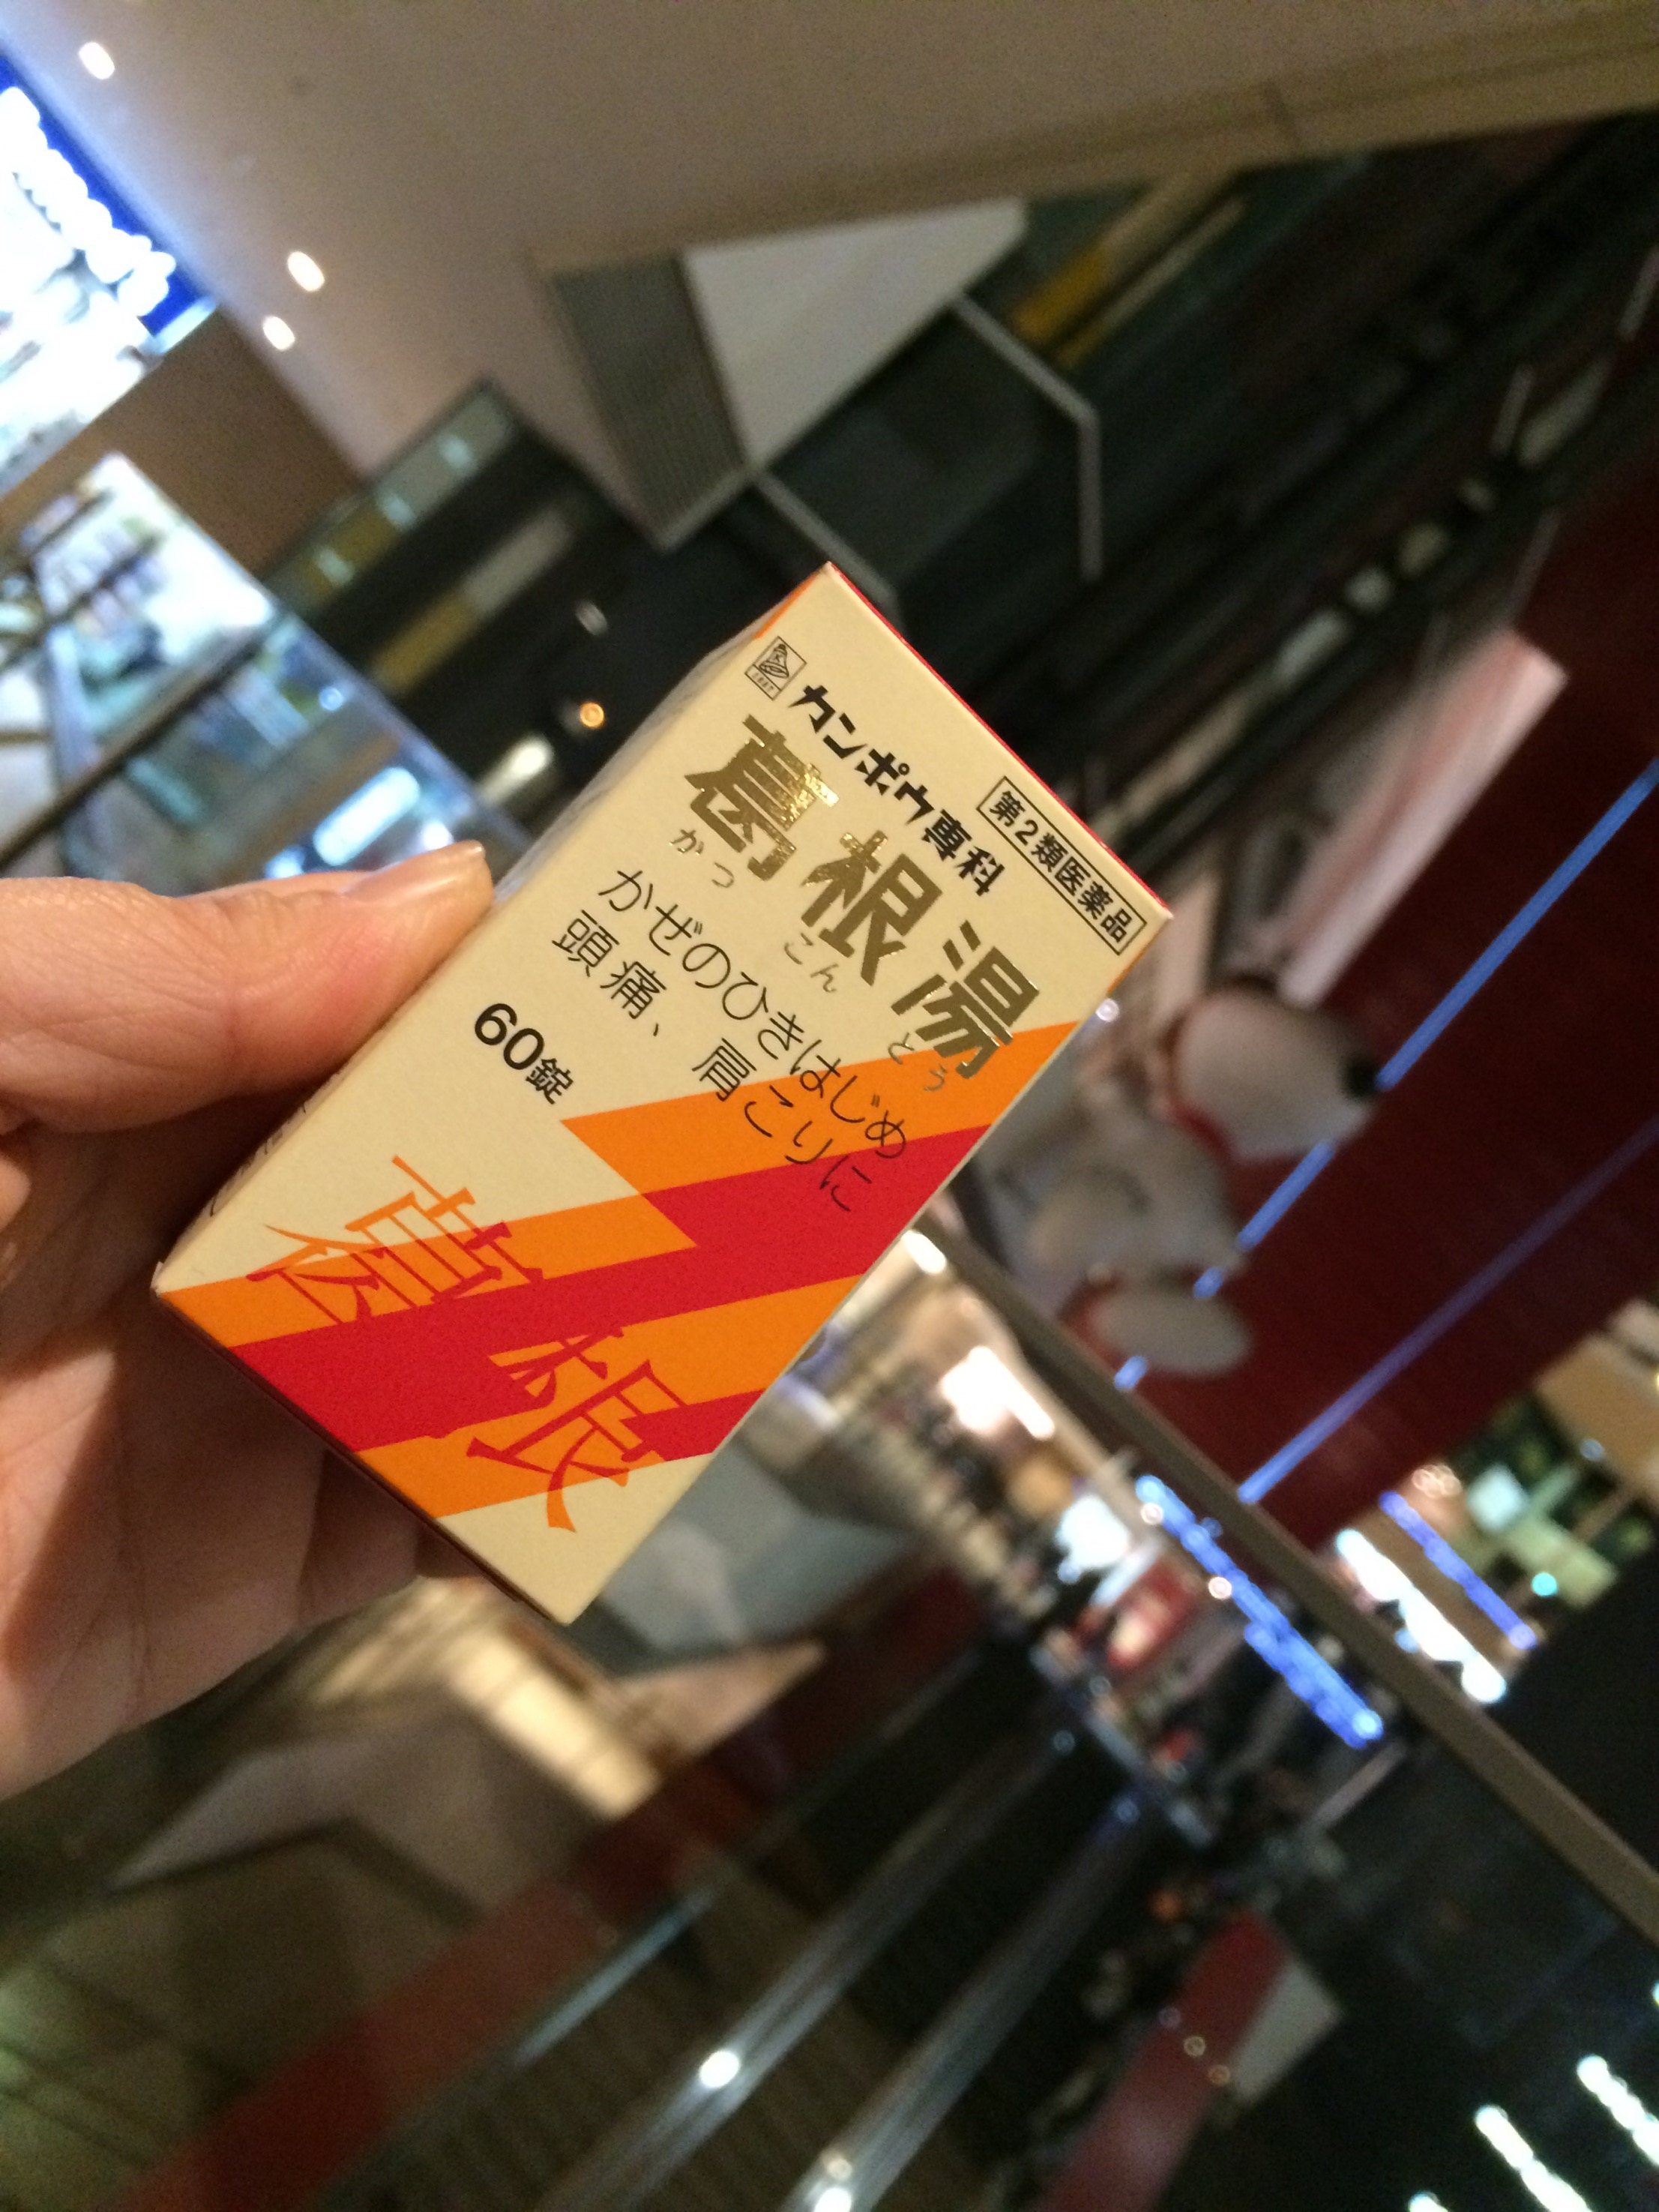 第2類医薬品
カンポウ専科
葛根湯
かっこんとう
かぜのひきはじめ
頭痛、肩こりに
60錠
葛根